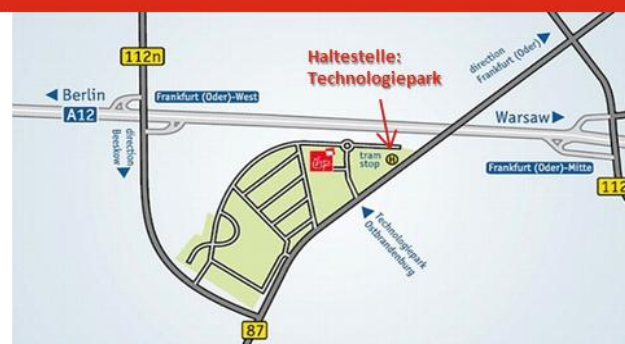 112n
Haltestelle:
Technologiepark
direction
Frankfurt (Oder)
Berlin
Frankfurt (Oder)-West
A12
Warsaw
direction
Beeskow
ihp
tram
stop
H
Frankfurt (Oder)-Mitte
112
Technologiepark
Ostbrandenburg
87